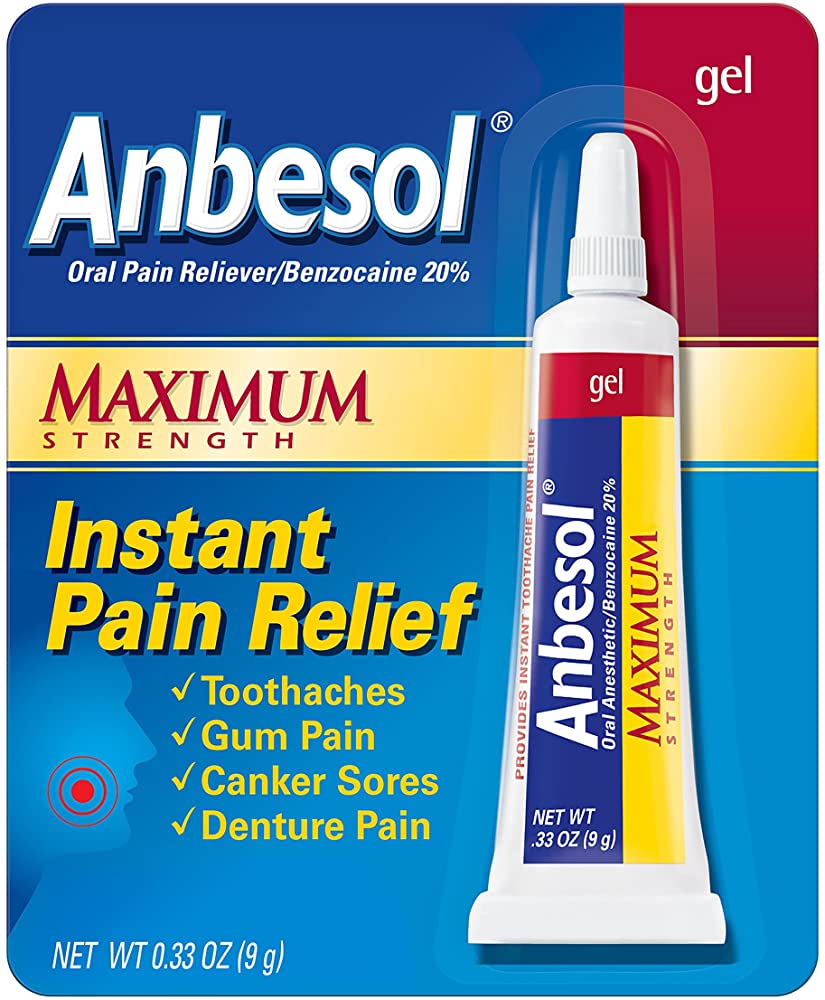 gel
Anbesol®
Oral Pain Reliever/Benzocaine 20%
MAXIMUM
STRENGTH
Instant
Pain Relief
✓Toothaches
✓Gum Pain
✓Canker Sores
✓Denture Pain
NET WT 0.33 OZ (9 g)
gel
PROVIDES INSTANT TOOTHACHE PAIN RELIEF
Anbesol®
Oral Anesthetic/Benzocaine 20%
MAXIMUM
STRENGTH
NET WT
.33 OZ (9 g)